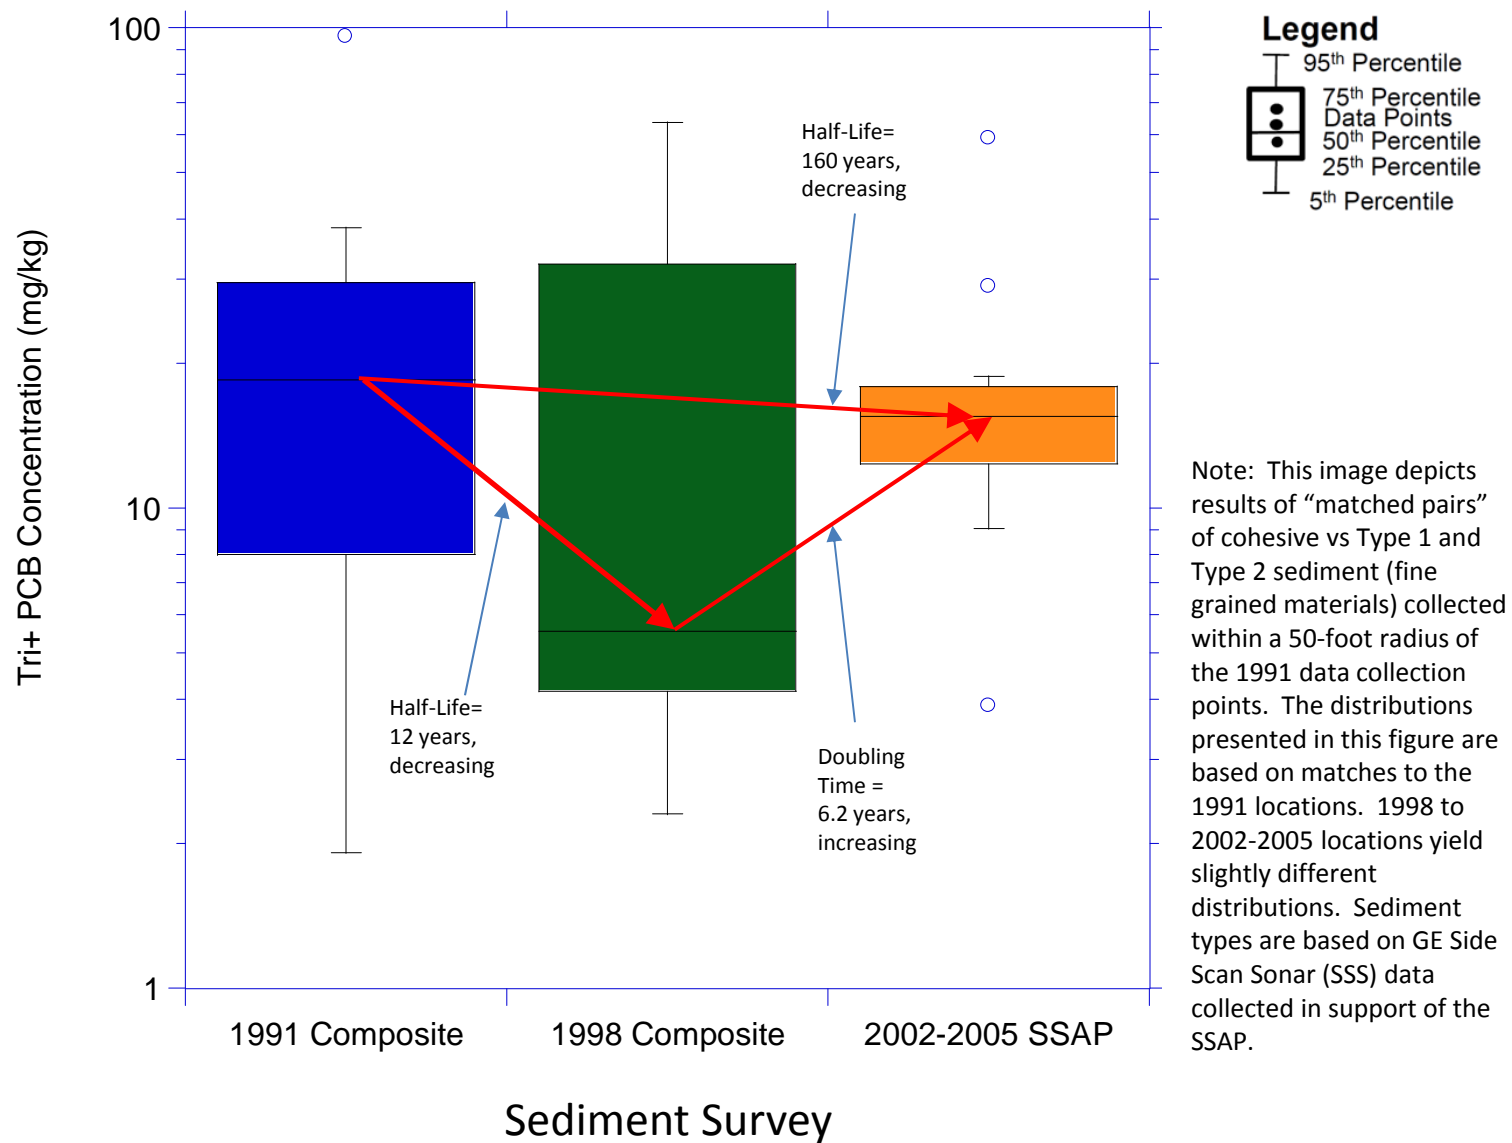 Tri+ PCB Concentration (mg/kg)
100
10
1
Half-Life=
160 years,
decreasing
Half-Life=
12 years,
decreasing
Doubling
Time =
6.2 years,
increasing
1991 Composite
1998 Composite
2002-2005 SSAP
Sediment Survey
Legend
95th Percentile
75th Percentile
Data Points
50th Percentile
25th Percentile
5th Percentile
Note:  This image depicts
results of “matched pairs”
of cohesive vs Type 1 and
Type 2 sediment (fine
grained materials) collected
within a 50-foot radius of
the 1991 data collection
points.  The distributions
presented in this figure are
based on matches to the
1991 locations.  1998 to
2002-2005 locations yield
slightly different
distributions.  Sediment
types are based on GE Side
Scan Sonar (SSS) data
collected in support of the
SSAP.